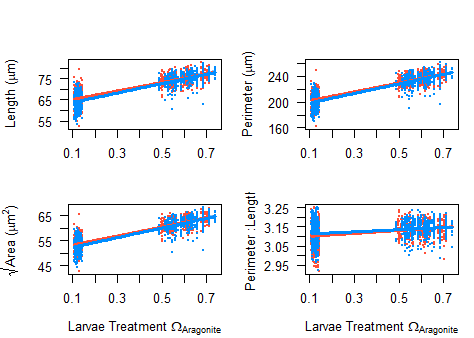 Length (μm)
75
65
55
0.1 0.3 0.5 0.7
Perimeter (μm)
240
200
160
0.1 0.3 0.5 0.7
√Area (μm²)
65
55
45
0.1 0.3 0.5 0.7
Larvae Treatment ΩAragonite
Perimeter :Length
3.25
3.15
3.05
2.95
0.1 0.3 0.5 0.7
Larvae Treatment ΩAragonite